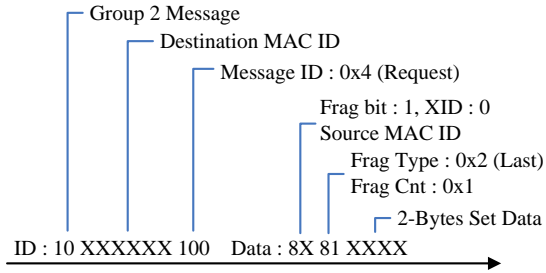 Group 2 Message
Destination MAC ID
Message ID : 0x4 (Request)
Frag bit : 1, XID : 0
Source MAC ID
Frag Type : 0x2 (Last)
Frag Cnt : 0x1
2-Bytes Set Data
ID : 10 XXXXXX 100 Data : 8X 81 XXXX